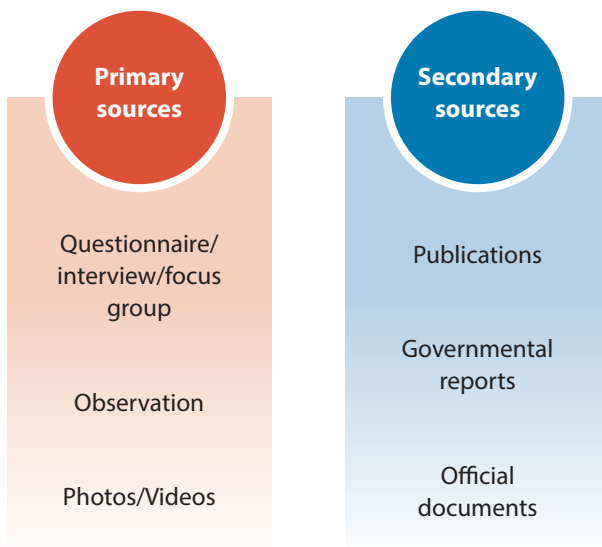 Primary
sources
Questionnaire/
interview/focus
group
Observation
Photos/Videos
Secondary
sources
Publications
Governmental
reports
Official
documents